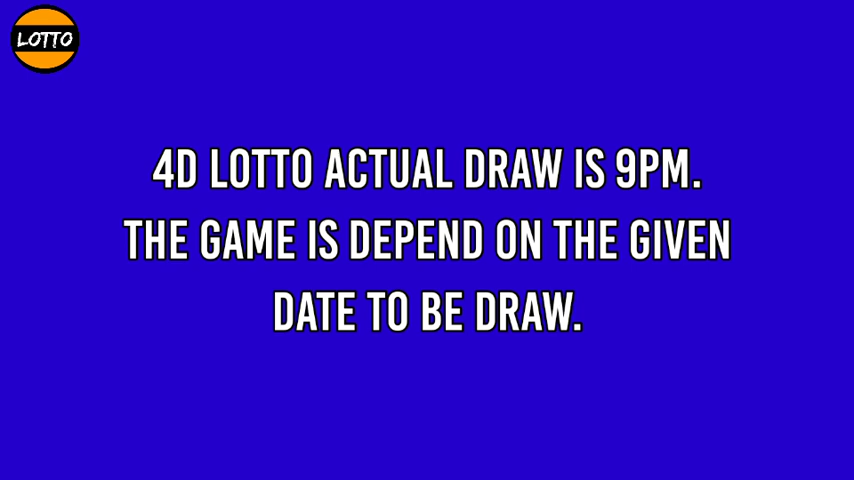 LOTTO
4D LOTTO ACTUAL DRAW IS 9PM.
THE GAME IS DEPEND ON THE GIVEN
DATE TO BE DRAW.